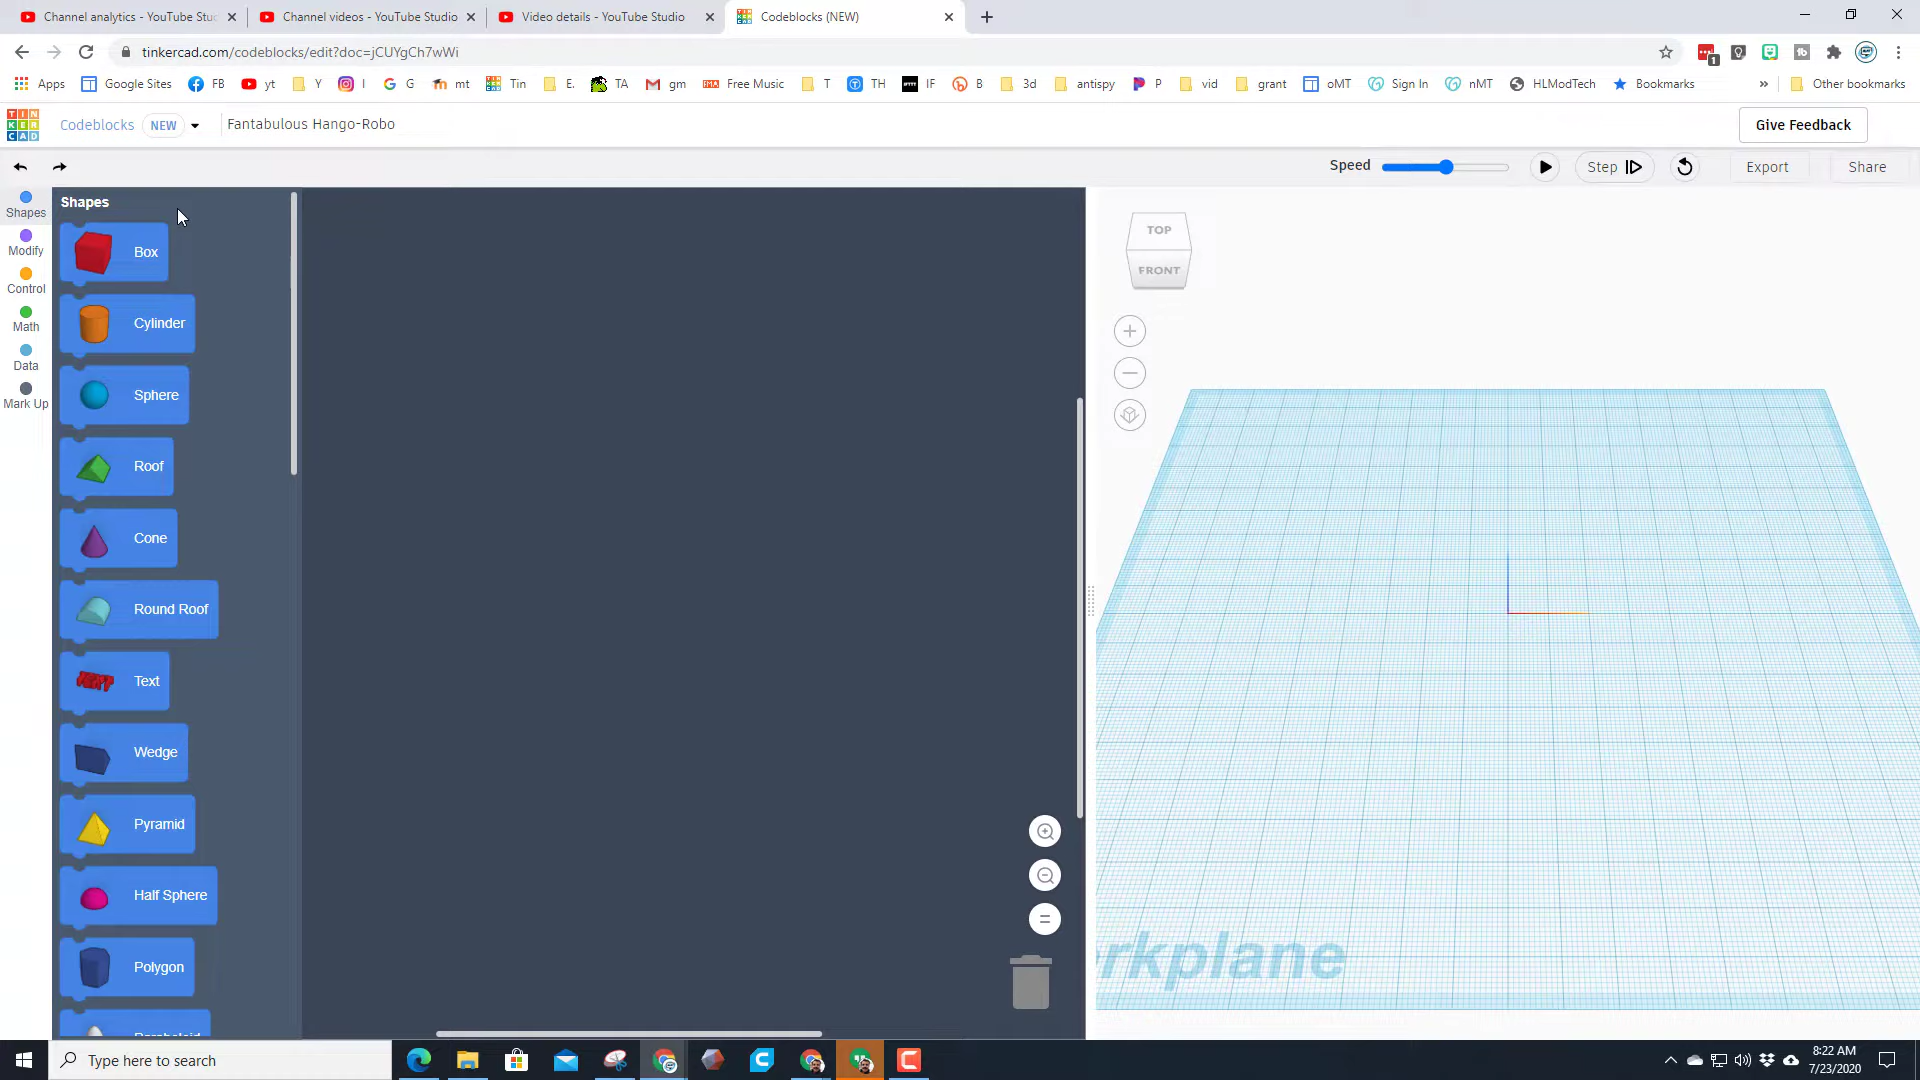 Channel analytics - YouTube Stu
Channel videos - YouTube Studio
Video details - YouTube Studio
Codeblocks (NEW)
tinkercad.com/codeblocks/edit?doc=jCUYgCh7wWi
1
Apps
Google Sites
FB
yt
Y
I
G
mt
Tin
E.
TA
gm
Free Music
T
TH
IF
B
3d
antispy
P
vid
grant
oMT
Sign In
nMT
HLModTech
Bookmarks
»
Other bookmarks
TIN
KER
CAD
Codeblocks
NEW
Fantabulous Hango-Robo
Give Feedback
Speed
Step
Export
Share
Shapes
Modify
Control
Math
Data
Mark Up
Shapes
Box
Cylinder
Sphere
Roof
Cone
Round Roof
TEXT
Text
Wedge
Pyramid
Half Sphere
Polygon
TOP
FRONT
rkplane
Type here to search
8:22 AM
7/23/2020